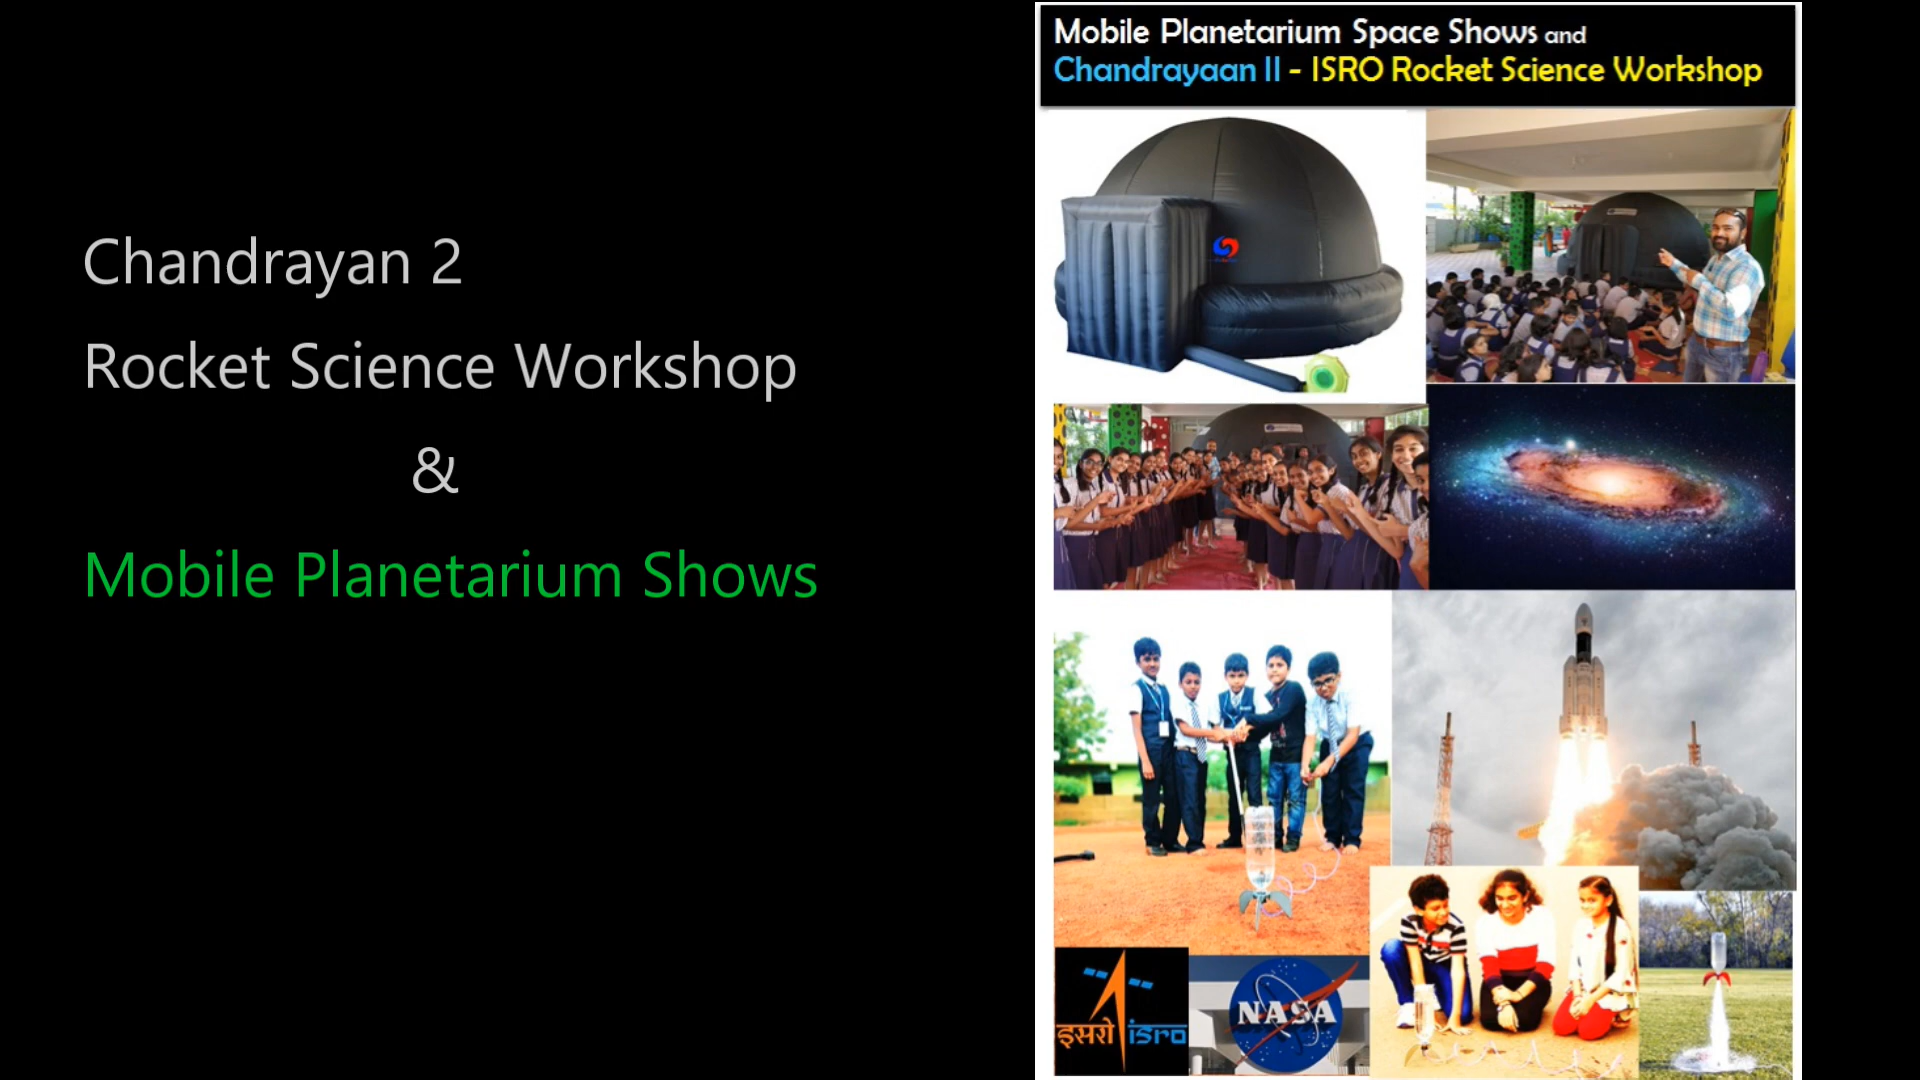 Chandrayan 2
Rocket Science Workshop
&
Mobile Planetarium Shows
Mobile Planetarium Space Shows and
Chandrayaan II - ISRO Rocket Science Workshop
इसरो isro
NASA